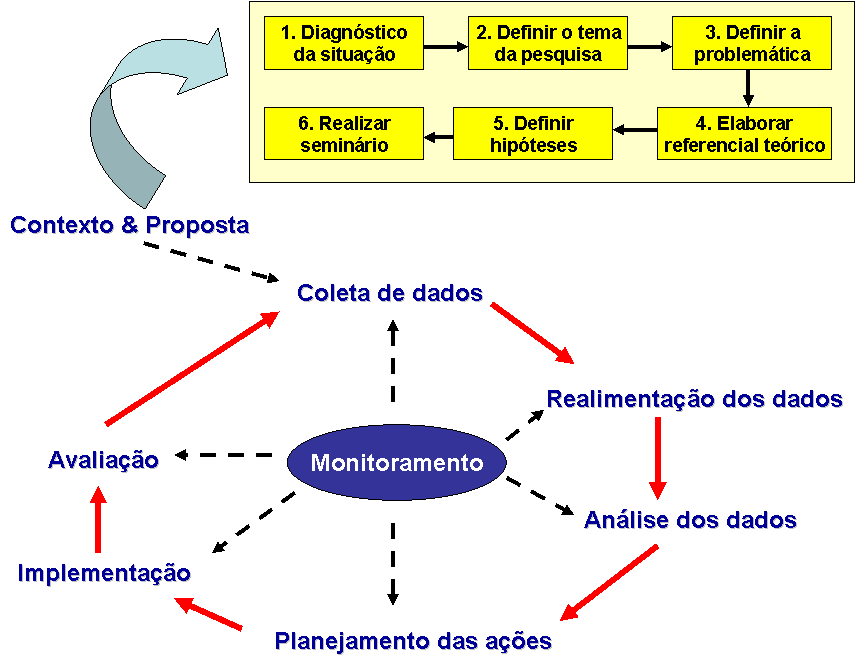 1. Diagnóstico
da situação
2. Definir o tema
da pesquisa
3. Definir a
problemática
6. Realizar
seminário
5. Definir
hipóteses
4. Elaborar
referencial teórico
Contexto & Proposta
Coleta de dados
Realimentação dos dados
Avaliação
Monitoramento
Análise dos dados
Implementação
Planejamento das ações